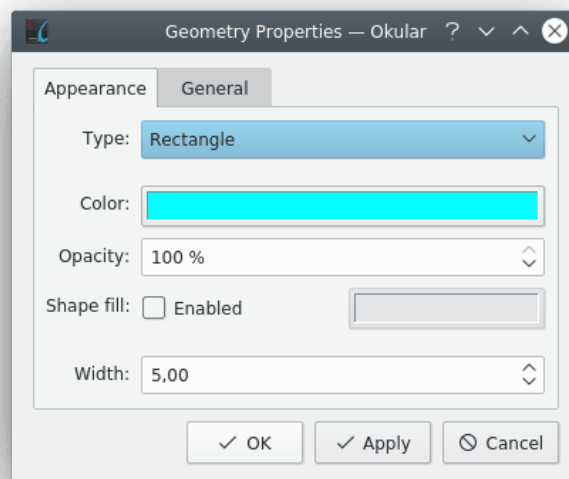 Geometry Properties — Okular ?
Appearance General
Type: Rectangle
Color:
Opacity: 100 %
Shape fill: Enabled
Width: 5,00
OK Apply Cancel